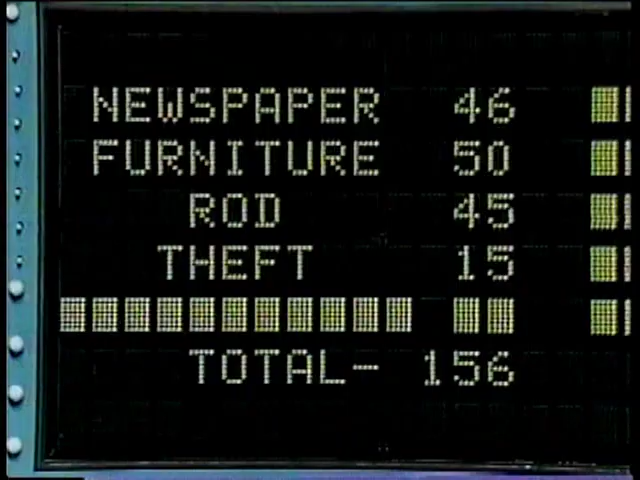 NEWSPAPER 46
FURNITURE 50
ROD 45
THEFT 15
TOTAL- 156